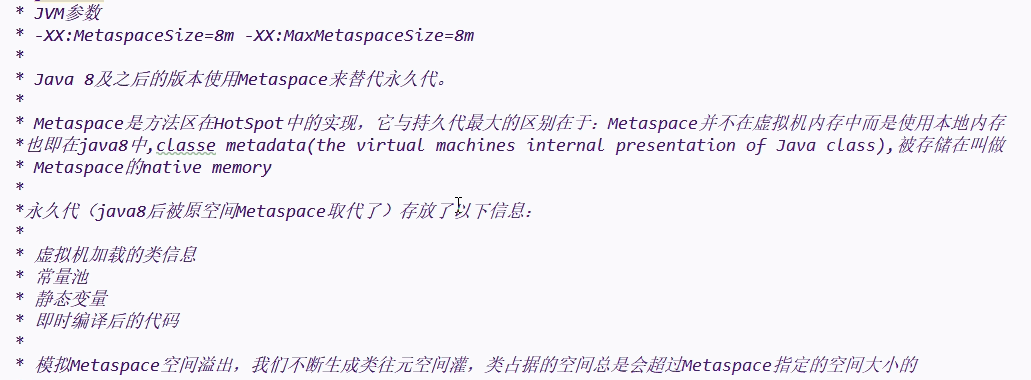 * JVM参数
* -XX:MetaspaceSize=8m -XX:MaxMetaspaceSize=8m
*
* Java 8及之后的版本使用Metaspace来替代永久代。
*
* Metaspace是方法区在HotSpot中的实现，它与持久代最大的区别在于：Metaspace并不在虚拟机内存中而是使用本地内存
*也即在java8中,classe metadata(the virtual machines internal presentation of Java class),被存储在叫做
* Metaspace的native memory
*
*永久代（java8后被原空间Metaspace取代了）存放了以下信息：
*
* 虚拟机加载的类信息
* 常量池
* 静态变量
* 即时编译后的代码
*
* 模拟Metaspace空间溢出，我们不断生成类往元空间灌，类占据的空间总是会超过Metaspace指定的空间大小的